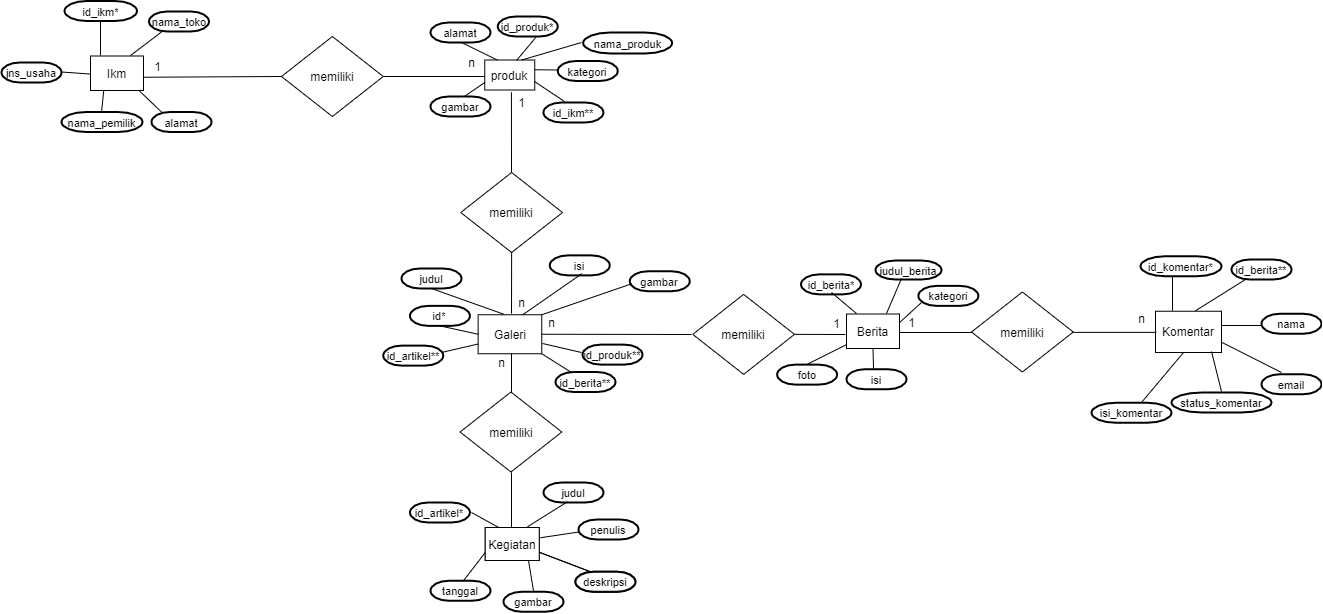 id_ikm*
nama_toko
jns_usaha
Ikm
nama_pemilik
alamat
1
memiliki
n
alamat
id_produk*
nama_produk
produk
kategori
gambar
id_ikm**
1
memiliki
n
judul
isi
gambar
id*
Galeri
id_artikel**
id_produk**
id_berita**
n
n
memiliki
1
id_berita*
judul_berita
kategori
Berita
foto
isi
1
memiliki
n
id_komentar*
id_berita**
Komentar
nama
email
status_komentar
isi_komentar
memiliki
id_artikel*
judul
penulis
Kegiatan
deskripsi
tanggal
gambar